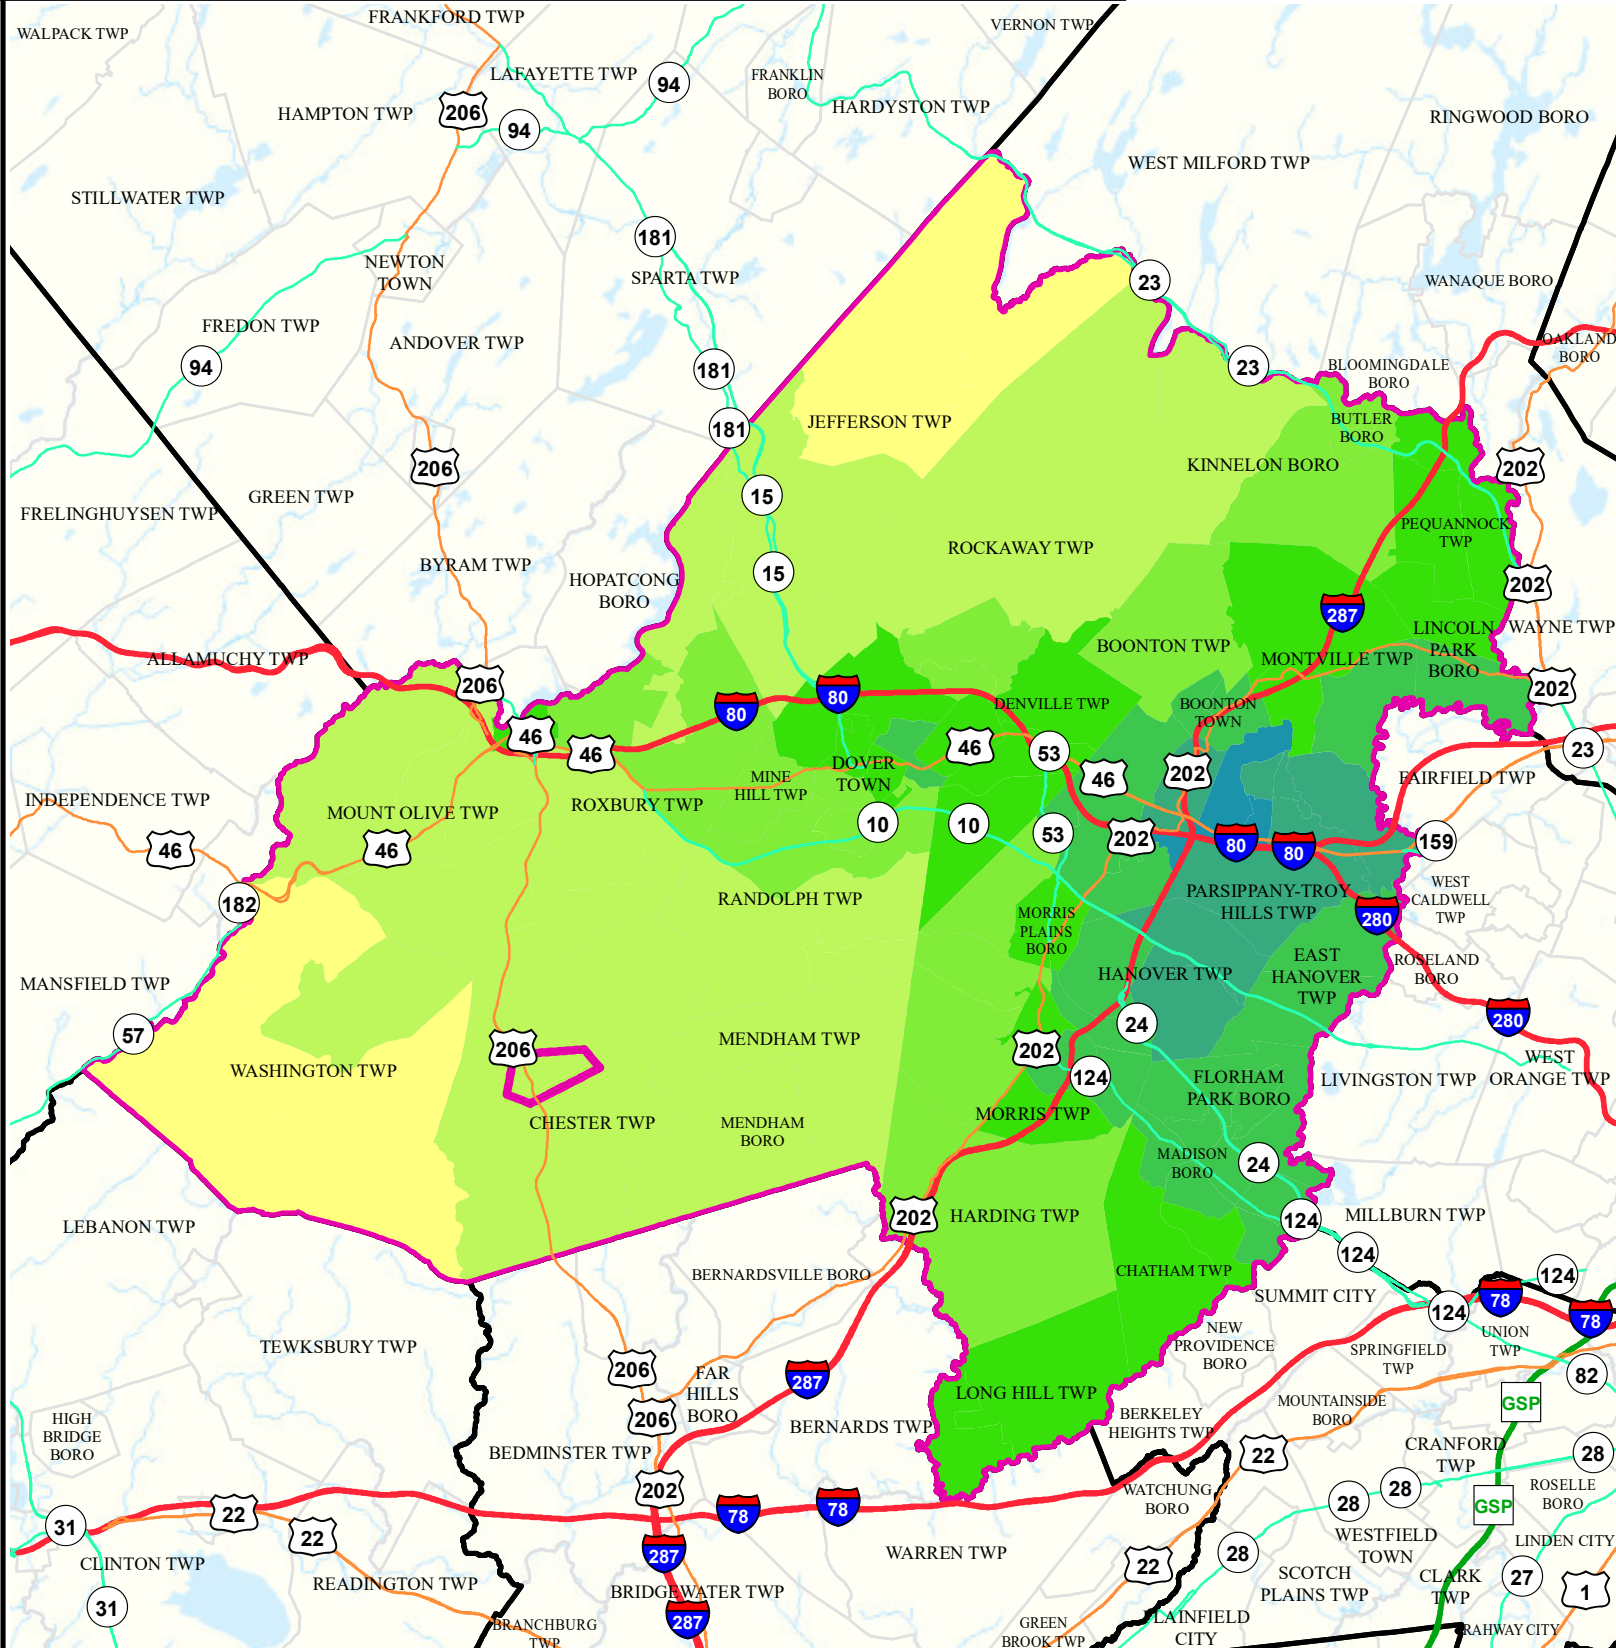 FRANKFORD TWP
WALPACK TWP
VERNON TWP
LAFAYETTE TWP
94
FRANKLIN
BORO
HARDYSTON TWP
HAMPTON TWP
206
94
RINGWOOD BORO
WEST MILFORD TWP
STILLWATER TWP
181
NEWTON
TOWN
SPARTA TWP
23
WANAQUE BORO
FREDON TWP
ANDOVER TWP
94
181
23
BLOOMINGDALE
BORO
OAKLAND
BORO
181
JEFFERSON TWP
BUTLER
BORO
206
KINNELON BORO
202
GREEN TWP
15
FRELINGHUYSEN TWP
PEQUANNOCK
TWP
ROCKAWAY TWP
BYRAM TWP
15
HOPATCONG
BORO
202
287
LINCOLN
PARK
BORO
WAYNE TWP
BOONTON TWP
MONTVILLE TWP
ALLAMUCHY TWP
206
80
80
DENVILLE TWP
BOONTON
TOWN
202
46
46
46
53
23
MINE
HILL TWP
DOVER
TOWN
46
202
FAIRFIELD TWP
INDEPENDENCE TWP
MOUNT OLIVE TWP
ROXBURY TWP
46
46
10
10
53
202
80
80
159
182
RANDOLPH TWP
MORRIS
PLAINS
BORO
PARSIPPANY-TROY
HILLS TWP
280
WEST
CALDWELL
TWP
MANSFIELD TWP
HANOVER TWP
EAST
HANOVER
TWP
ROSELAND
BORO
57
206
MENDHAM TWP
202
24
280
WASHINGTON TWP
124
FLORHAM
PARK BORO
LIVINGSTON TWP
WEST
ORANGE TWP
CHESTER TWP
MENDHAM
BORO
MORRIS TWP
MADISON
BORO
24
LEBANON TWP
202
HARDING TWP
124
MILLBURN TWP
124
BERNARDSVILLE BORO
CHATHAM TWP
124
SUMMIT CITY
78
124
78
TEWKSBURY TWP
NEW
PROVIDENCE
BORO
UNION
TWP
SPRINGFIELD
TWP
206
FAR
HILLS
BORO
287
82
LONG HILL TWP
MOUNTAINSIDE
BORO
GSP
HIGH
BRIDGE
BORO
206
BERNARDS TWP
BERKELEY
HEIGHTS TWP
BEDMINSTER TWP
22
CRANFORD
TWP
28
202
WATCHUNG
BORO
28
28
ROSELLE
BORO
22
78
78
GSP
31
22
287
WARREN TWP
28
WESTFIELD
TOWN
LINDEN CITY
CLINTON TWP
READINGTON TWP
22
SCOTCH
PLAINS TWP
CLARK
TWP
27
1
31
BRIDGEWATER TWP
287
BRANCHBURG
TWP
GREEN
BROOK TWP
LAINFIELD
CITY
RAHWAY CITY